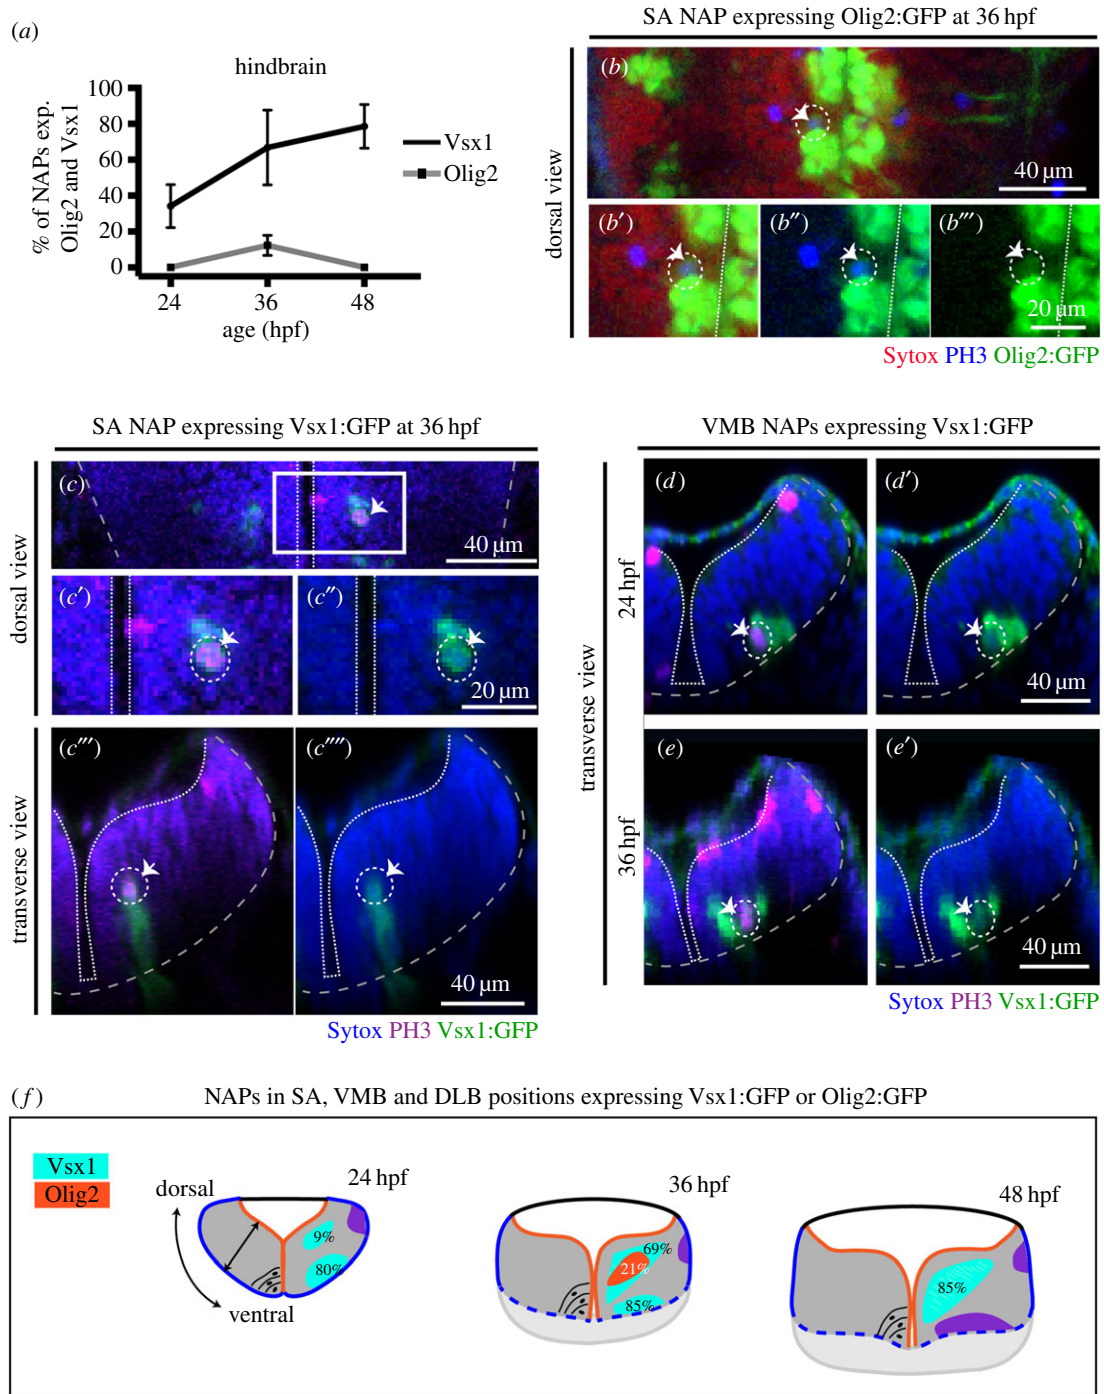 (a)
hindbrain
% of NAPs exp.
Olig2 and Vsx1
100
80
60
40
20
0
24
36
48
age (hpf)
Vsx1
Olig2
SA NAP expressing Olig2:GFP at 36 hpf
dorsal view
(b)
40 µm
(b′)
(b″)
(b‴)
20 µm
Sytox PH3 Olig2:GFP
SA NAP expressing Vsx1:GFP at 36 hpf
dorsal view
(c)
40 µm
(c′)
(c″)
20 µm
transverse view
(c‴)
(c⁗)
40 µm
Sytox PH3 Vsx1:GFP
VMB NAPs expressing Vsx1:GFP
transverse view
24 hpf
(d)
(d′)
40 µm
36 hpf
(e)
(e′)
40 µm
Sytox PH3 Vsx1:GFP
(f)
NAPs in SA, VMB and DLB positions expressing Vsx1:GFP or Olig2:GFP
Vsx1
Olig2
dorsal
ventral
24 hpf
9%
80%
36 hpf
69%
21%
85%
48 hpf
85%